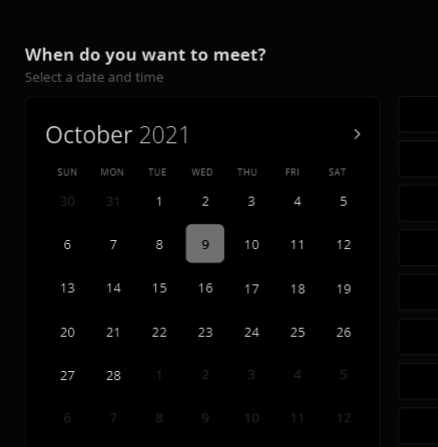 When do you want to meet?
Select a date and time
October 2021
SUN MON TUE WED THU FRI SAT
30 31 1 2 3 4 5
6 7 8 9 10 11 12
13 14 15 16 17 18 19
20 21 22 23 24 25 26
27 28 1 2 3 4 5
6 7 8 9 10 11 12